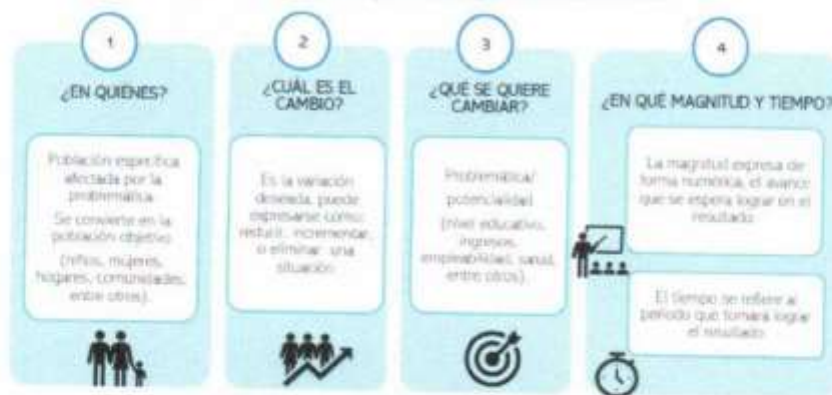 1
¿EN QUIENES?
Población específica
afectada por la
problemática.
Se convierte en la
población objetivo
(niños, mujeres,
hogares, comunidades,
entre otros).
2
¿CUÁL ES EL
CAMBIO?
Es la variación
deseada, puede
expresarse como:
reducir, incrementar,
o eliminar una
situación
3
¿QUÉ SE QUIERE
CAMBIAR?
Problemática/
potencialidad
(nivel educativo,
ingresos,
empleabilidad, salud,
entre otros).
4
¿EN QUÉ MAGNITUD Y TIEMPO?
La magnitud expresa de
forma numérica, el avance
que se espera lograr en el
resultado
El tiempo se refiere al
período que tomará lograr
el resultado